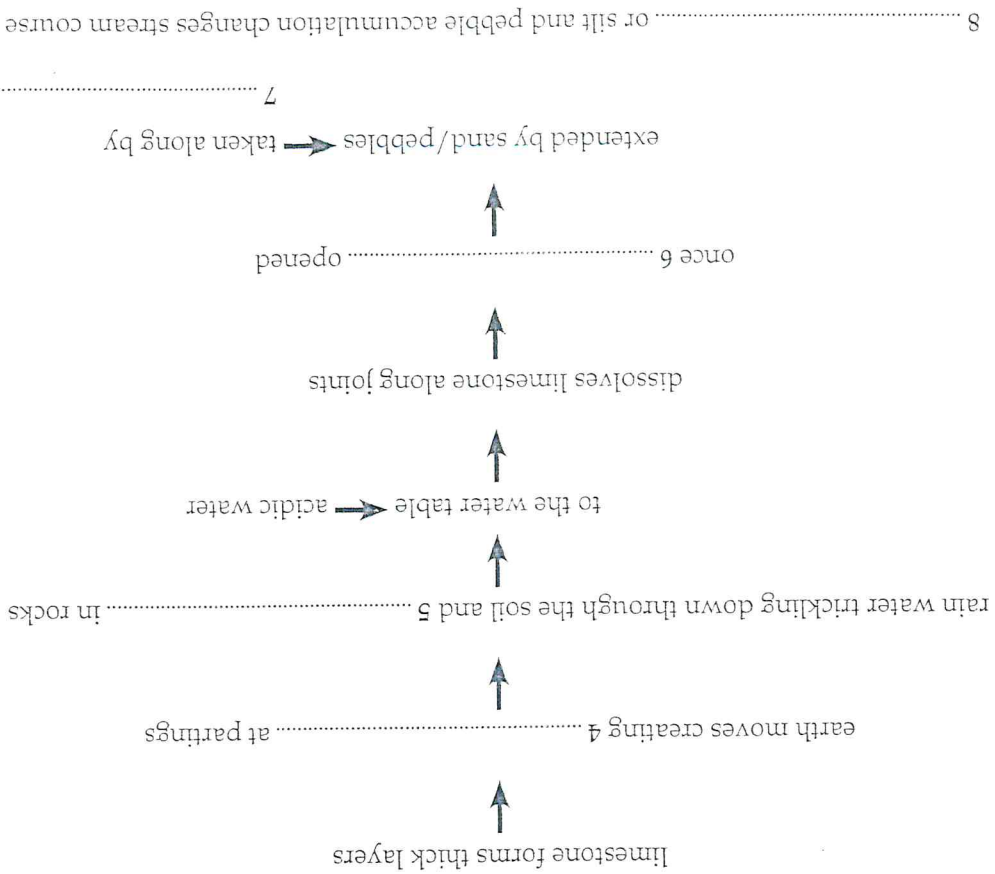 limestone forms thick layers
earth moves creating 4 .................................................. at partings
rain water trickling down through the soil and 5 .................................................. in rocks
to the water table → acidic water
dissolves limestone along joints
once 6 .................................................. opened
extended by sand/pebbles → taken along by
7 ..................................................
8 .................................................. or silt and pebble accumulation changes stream course